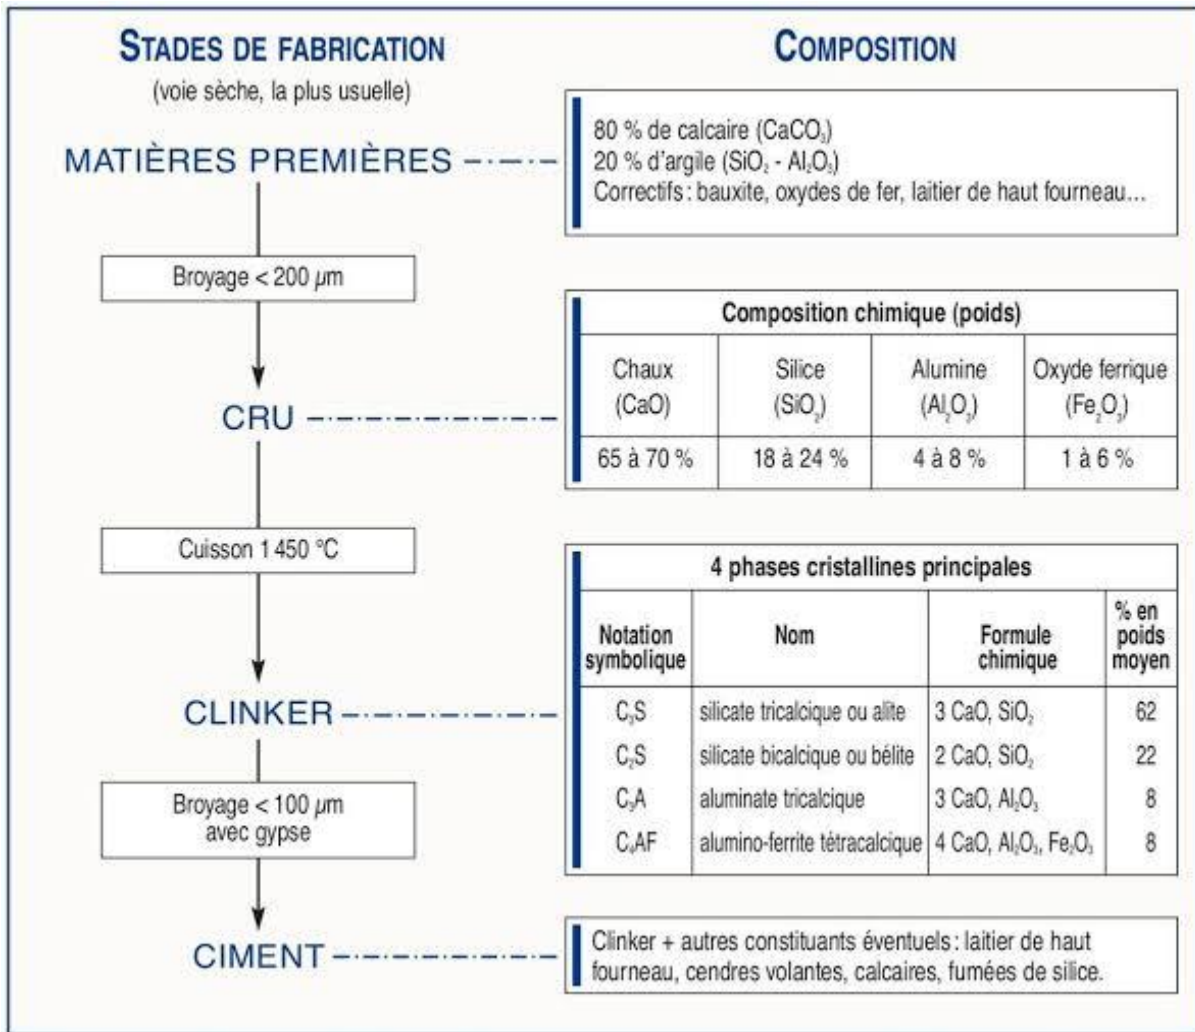 STADES DE FABRICATION
(voie sèche, la plus usuelle)
COMPOSITION
MATIÈRES PREMIÈRES
80 % de calcaire (CaCO₃)
20 % d'argile (SiO₂ - Al₂O₃)
Correctifs : bauxite, oxydes de fer, laitier de haut fourneau...
Broyage < 200 µm
CRU
Composition chimique (poids)
Chaux (CaO) Silice (SiO₂) Alumine (Al₂O₃) Oxyde ferrique (Fe₂O₃)
65 à 70 % 18 à 24 % 4 à 8 % 1 à 6 %
Cuisson 1 450 °C
CLINKER
4 phases cristallines principales
Notation symbolique Nom Formule chimique % en poids moyen
C₃S silicate tricalcique ou alite 3 CaO, SiO₂ 62
C₂S silicate bicalcique ou bélite 2 CaO, SiO₂ 22
C₃A aluminate tricalcique 3 CaO, Al₂O₃ 8
C₄AF alumino-ferrite tétracalcique 4 CaO, Al₂O₃, Fe₂O₃ 8
Broyage < 100 µm
avec gypse
CIMENT
Clinker + autres constituants éventuels : laitier de haut
fourneau, cendres volantes, calcaires, fumées de silice.